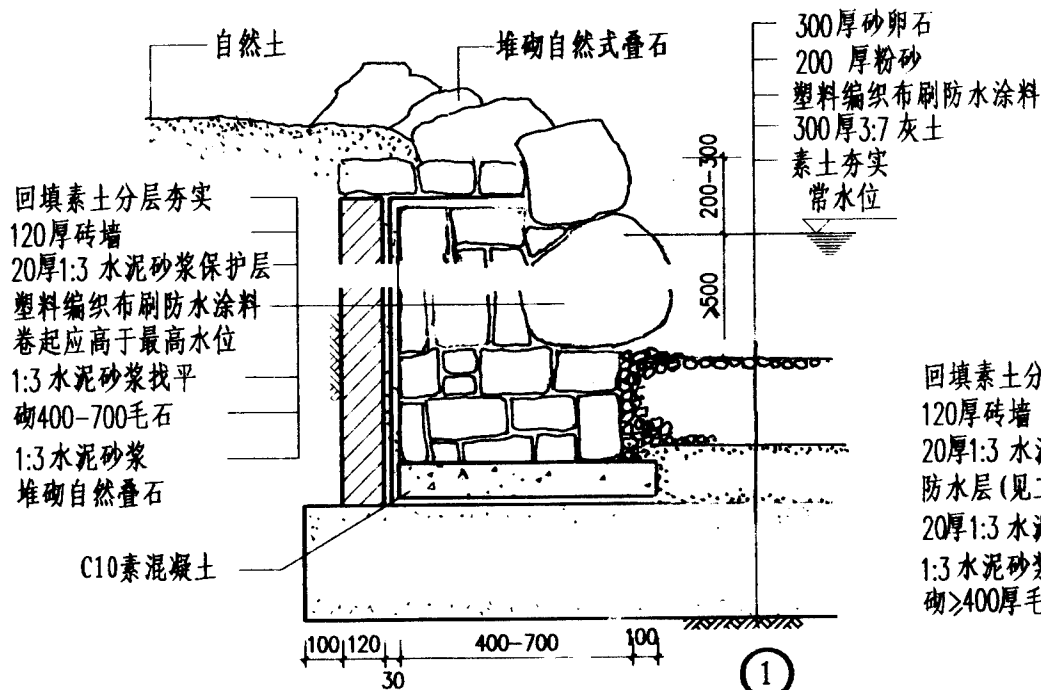 自然土
堆砌自然式叠石
300厚砂卵石
200 厚粉砂
塑料编织布刷防水涂料
300厚3:7 灰土
素土夯实
常水位
200-300
>500
回填素土分层夯实
120厚砖墙
20厚1:3 水泥砂浆保护层
塑料编织布刷防水涂料
卷起应高于最高水位
1:3 水泥砂浆找平
砌400-700毛石
1:3水泥砂浆
堆砌自然叠石
C10素混凝土
100 120 400-700 100
30
1
回填素土分
120厚砖墙
20厚1:3 水
防水层(见
20厚1:3 水
1:3 水泥砂
砌≥400厚毛